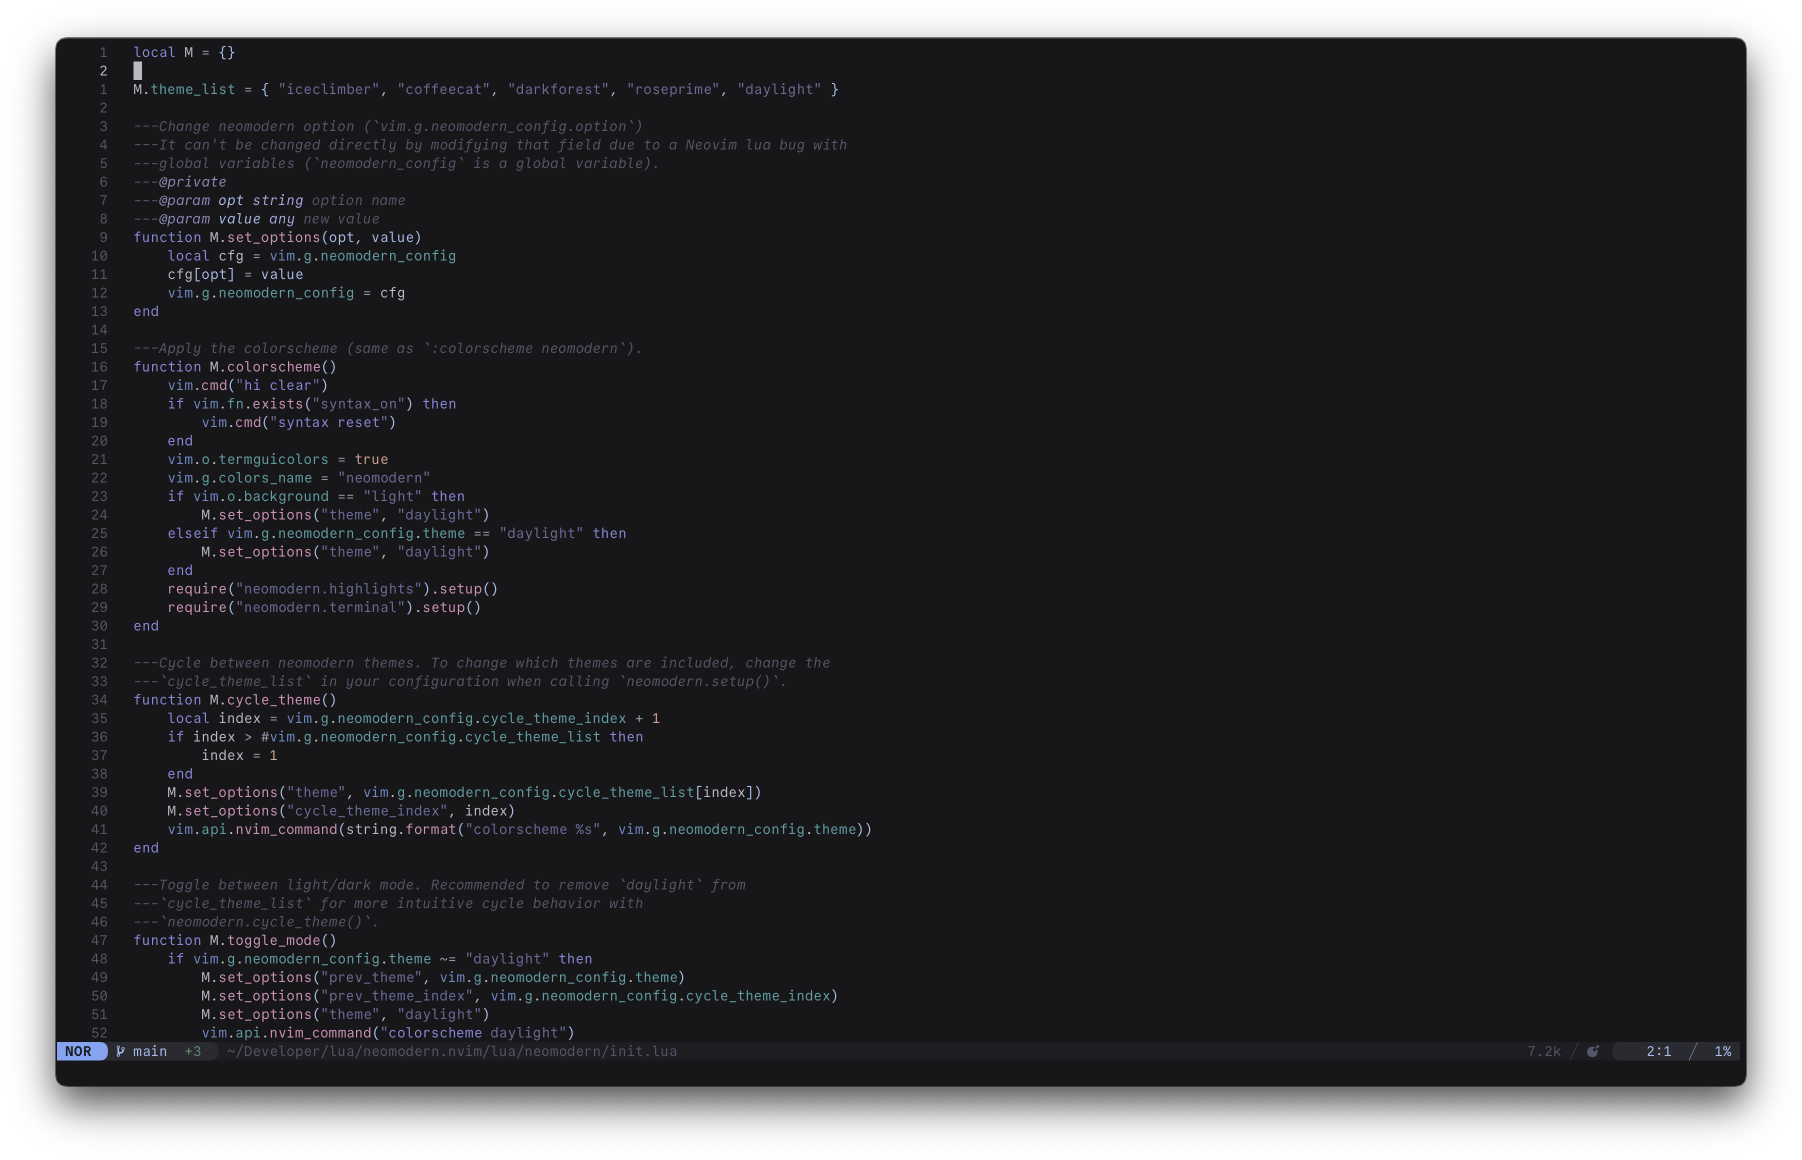 1 local M = {}
2
1 M.theme_list = { "iceclimber", "coffeecat", "darkforest", "roseprime", "daylight" }
2
3 ---Change neomodern option (`vim.g.neomodern_config.option`)
4 ---It can't be changed directly by modifying that field due to a Neovim lua bug with
5 ---global variables (`neomodern_config` is a global variable).
6 ---@private
7 ---@param opt string option name
8 ---@param value any new value
9 function M.set_options(opt, value)
10     local cfg = vim.g.neomodern_config
11     cfg[opt] = value
12     vim.g.neomodern_config = cfg
13 end
14
15 ---Apply the colorscheme (same as `:colorscheme neomodern`).
16 function M.colorscheme()
17     vim.cmd("hi clear")
18     if vim.fn.exists("syntax_on") then
19         vim.cmd("syntax reset")
20     end
21     vim.o.termguicolors = true
22     vim.g.colors_name = "neomodern"
23     if vim.o.background == "light" then
24         M.set_options("theme", "daylight")
25     elseif vim.g.neomodern_config.theme == "daylight" then
26         M.set_options("theme", "daylight")
27     end
28     require("neomodern.highlights").setup()
29     require("neomodern.terminal").setup()
30 end
31
32 ---Cycle between neomodern themes. To change which themes are included, change the
33 ---`cycle_theme_list` in your configuration when calling `neomodern.setup()`.
34 function M.cycle_theme()
35     local index = vim.g.neomodern_config.cycle_theme_index + 1
36     if index > #vim.g.neomodern_config.cycle_theme_list then
37         index = 1
38     end
39     M.set_options("theme", vim.g.neomodern_config.cycle_theme_list[index])
40     M.set_options("cycle_theme_index", index)
41     vim.api.nvim_command(string.format("colorscheme %s", vim.g.neomodern_config.theme))
42 end
43
44 ---Toggle between light/dark mode. Recommended to remove `daylight` from
45 ---`cycle_theme_list` for more intuitive cycle behavior with
46 ---`neomodern.cycle_theme()`.
47 function M.toggle_mode()
48     if vim.g.neomodern_config.theme ~= "daylight" then
49         M.set_options("prev_theme", vim.g.neomodern_config.theme)
50         M.set_options("prev_theme_index", vim.g.neomodern_config.cycle_theme_index)
51         M.set_options("theme", "daylight")
52         vim.api.nvim_command("colorscheme daylight")
NOR main +3 ~/Developer/lua/neomodern.nvim/lua/neomodern/init.lua 7.2k / 2:1 / 1%